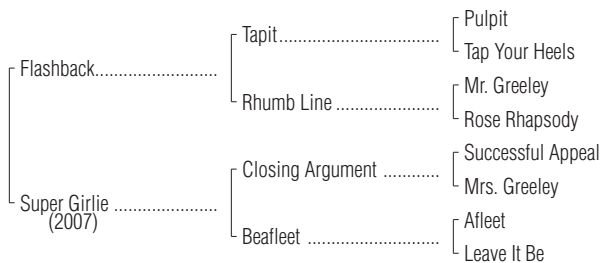 Pulpit
Tapit..................................
Tap Your Heels
Flashback..........................
Mr. Greeley
Rhumb Line ......................
Rose Rhapsody
Successful Appeal
Closing Argument ............
Mrs. Greeley
Super Girlie ......................
(2007)
Afleet
Beafleet ............................
Leave It Be